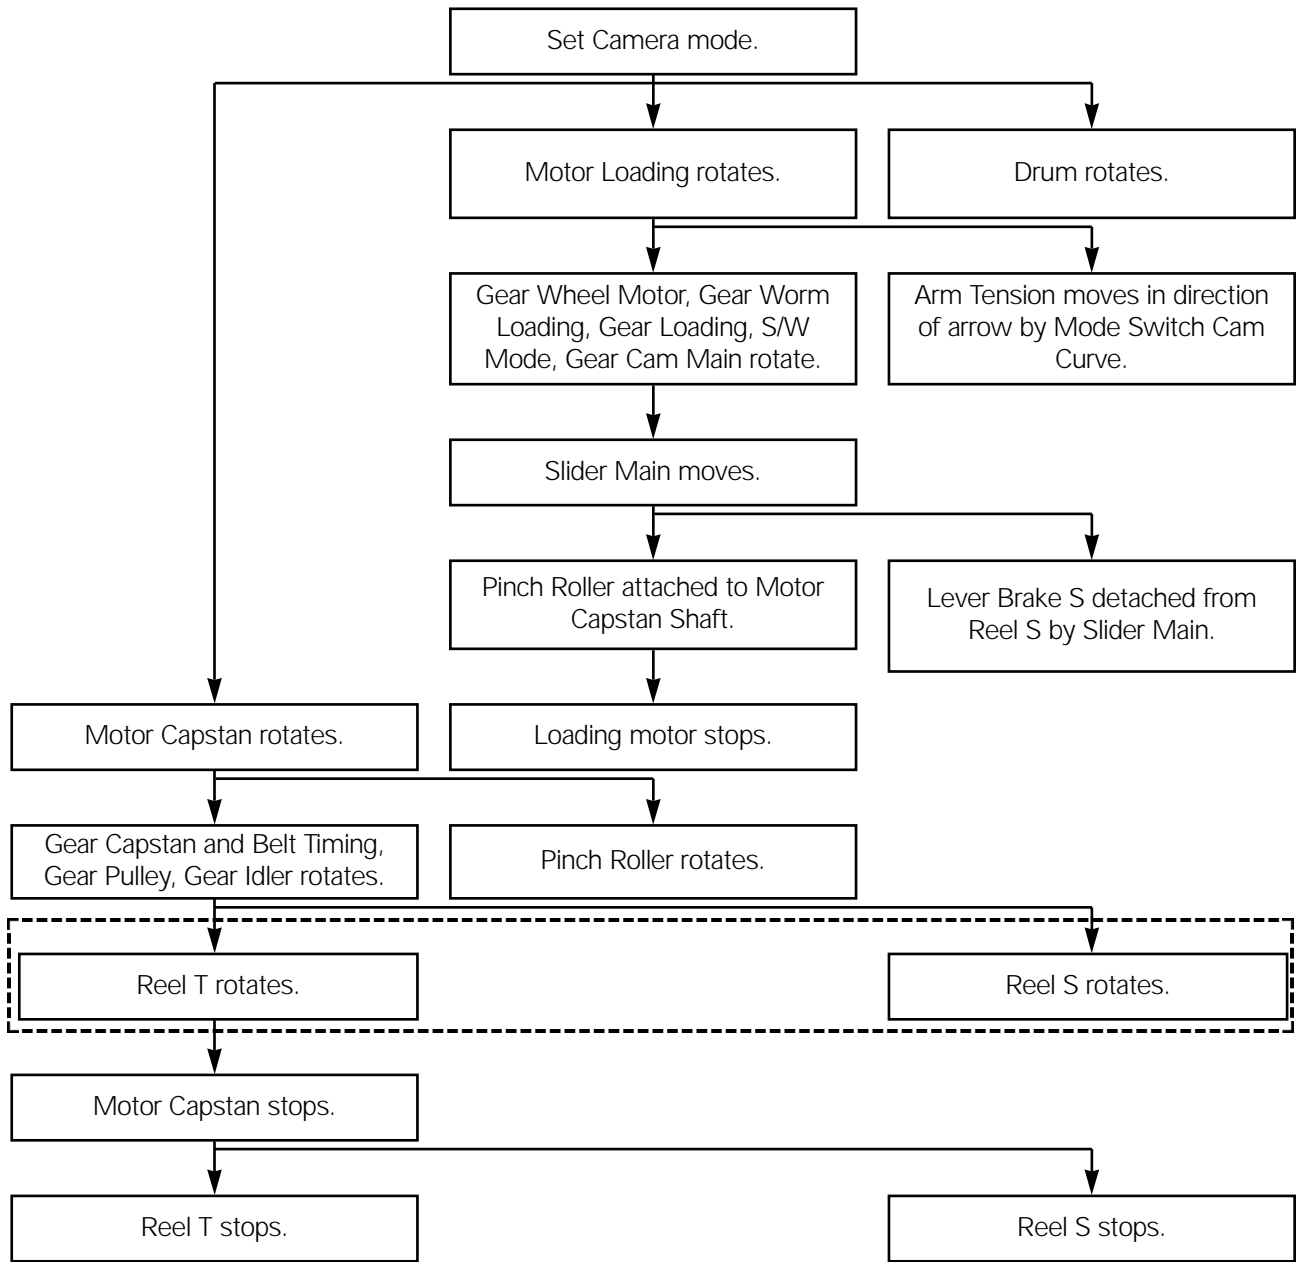 Set Camera mode.
Motor Loading rotates.
Drum rotates.
Gear Wheel Motor, Gear Worm
Loading, Gear Loading, S/W
Mode, Gear Cam Main rotate.
Arm Tension moves in direction
of arrow by Mode Switch Cam
Curve.
Slider Main moves.
Pinch Roller attached to Motor
Capstan Shaft.
Lever Brake S detached from
Reel S by Slider Main.
Motor Capstan rotates.
Loading motor stops.
Gear Capstan and Belt Timing,
Gear Pulley, Gear Idler rotates.
Pinch Roller rotates.
Reel T rotates.
Reel S rotates.
Motor Capstan stops.
Reel T stops.
Reel S stops.